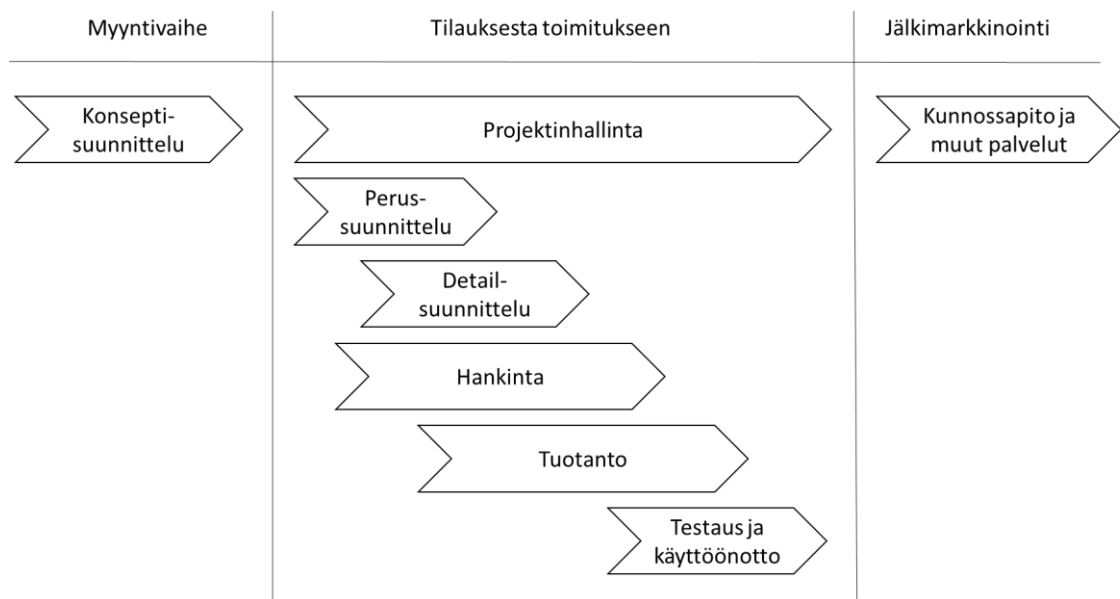 Myyntivaihe
Tilauksesta toimitukseen
Jälkimarkkinointi
Konsepti-
suunnittelu
Projektinhallinta
Kunnossapito ja
muut palvelut
Perus-
suunnittelu
Detail-
suunnittelu
Hankinta
Tuotanto
Testaus ja
käyttöönotto